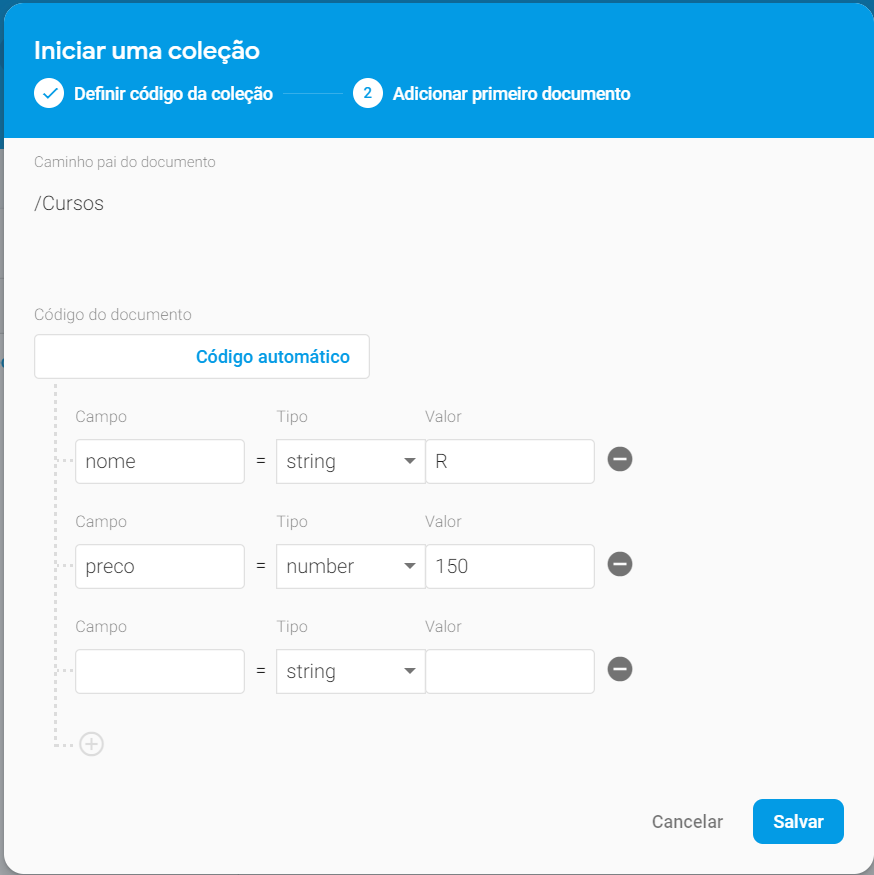 Iniciar uma coleção
Definir código da coleção 2 Adicionar primeiro documento
Caminho pai do documento
/Cursos
Código do documento
Código automático
Campo Tipo Valor
nome = string R
Campo Tipo Valor
preco = number 150
Campo Tipo Valor
= string
Cancelar Salvar